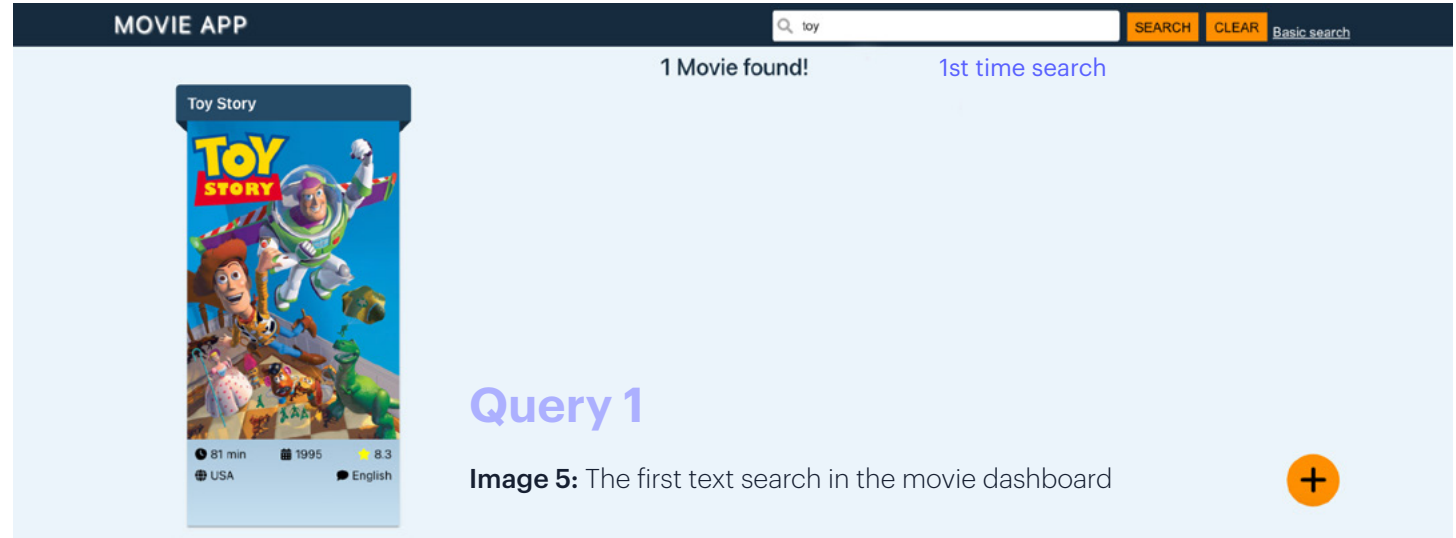 MOVIE APP
toy
SEARCH
CLEAR
Basic search
1 Movie found!
1st time search
Toy Story
TOY
STORY
81 min
1995
8.3
USA
English
Query 1
Image 5: The first text search in the movie dashboard